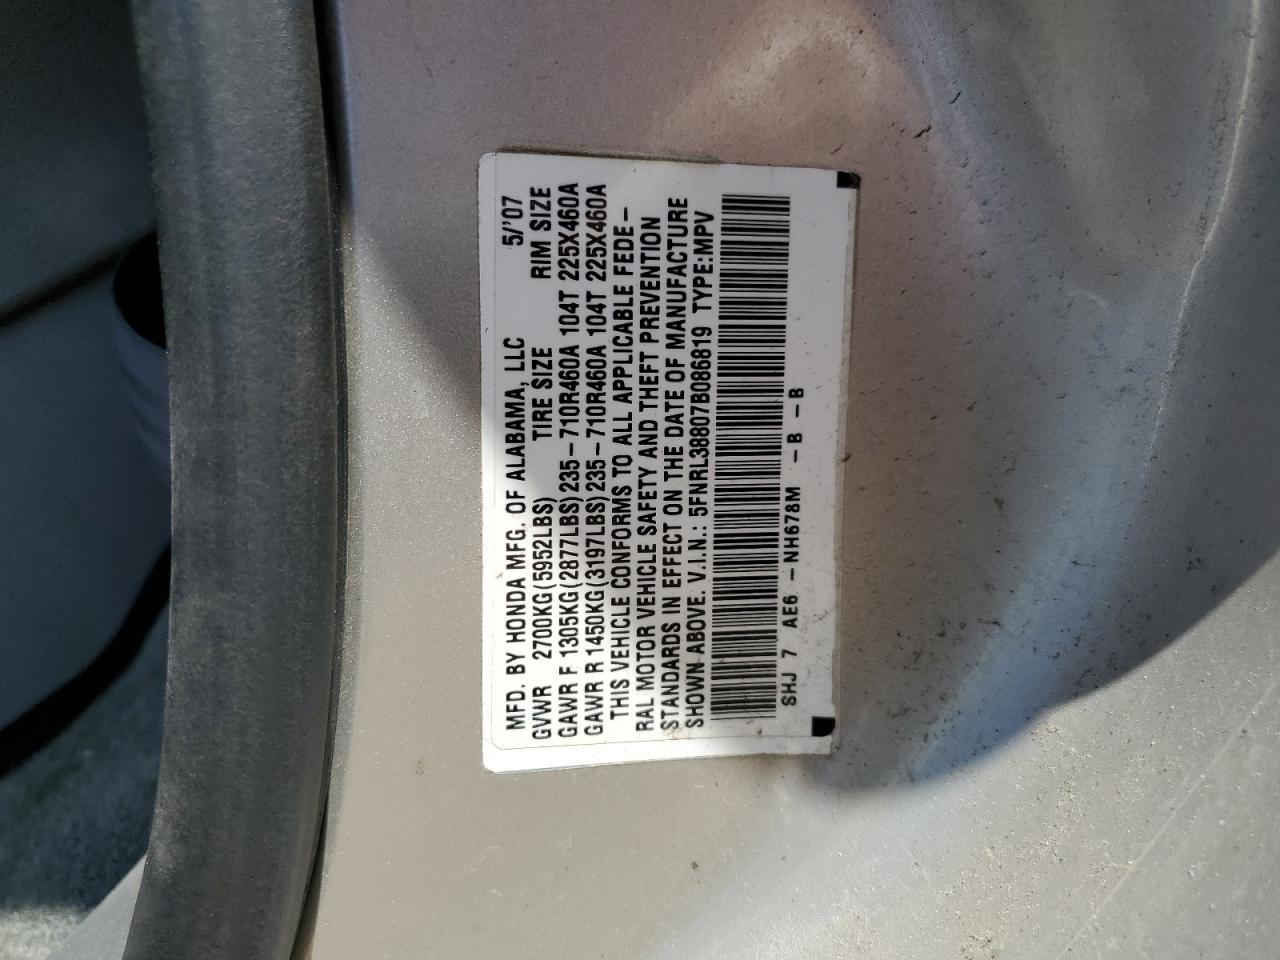 MFD. BY HONDA MFG. OF ALABAMA, LLC 5/'07
GVWR 2700KG(5952LBS) TIRE SIZE RIM SIZE
GAWR F 1305KG(2877LBS)235-710R460A 104T 225X460A
GAWR R 1450KG(3197LBS)235-710R460A 104T 225X460A
THIS VEHICLE CONFORMS TO ALL APPLICABLE FEDE-
RAL MOTOR VEHICLE SAFETY AND THEFT PREVENTION
STANDARDS IN EFFECT ON THE DATE OF MANUFACTURE
SHOWN ABOVE. V.I.N.: 5FNRL38807B086819 TYPE:MPV
SHJ 7 AE6 -NH678M -B -B